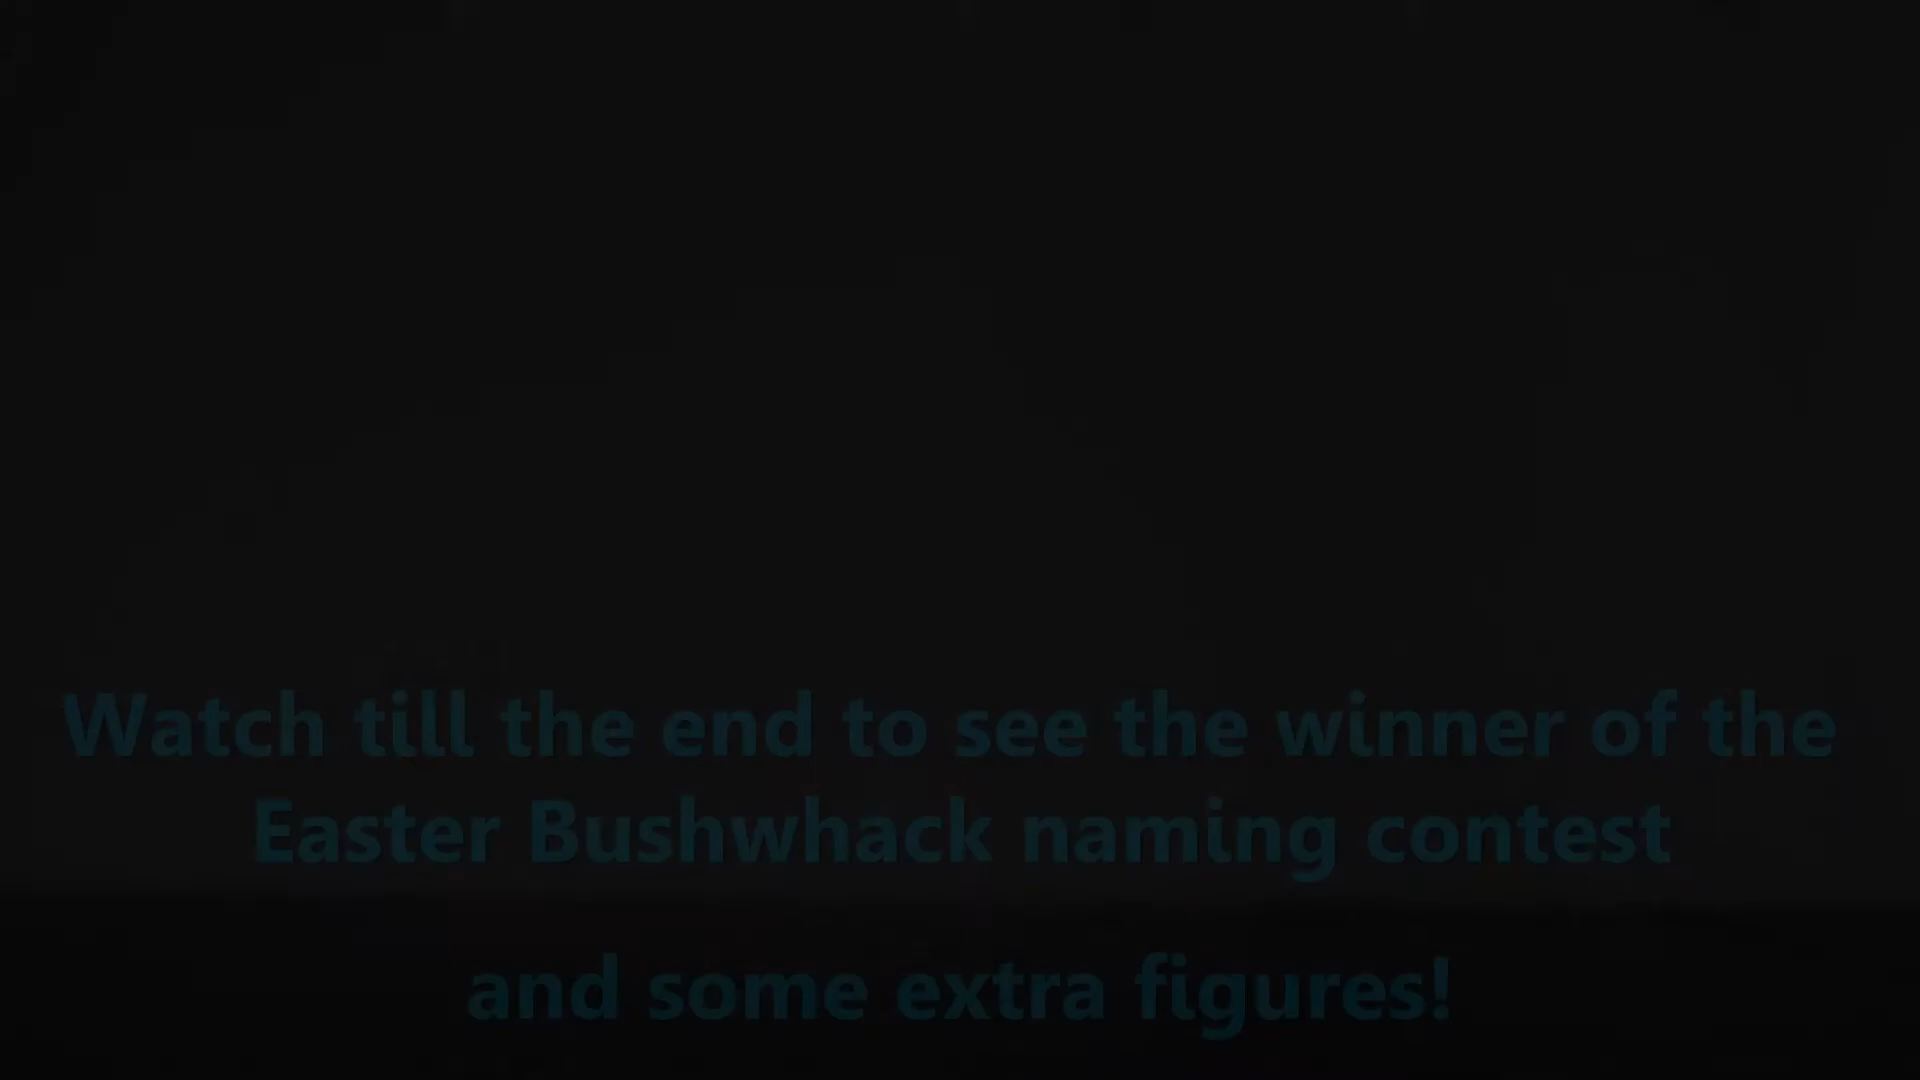 Watch till the end to see the winner of the
Easter Bushwhack naming contest
and some extra figures!